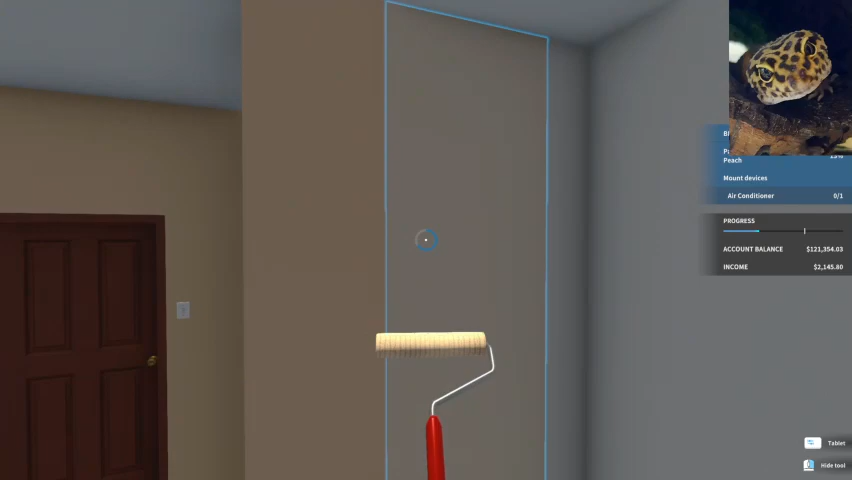 Peach
Mount devices
Air Conditioner 0/1
PROGRESS
ACCOUNT BALANCE $121,354.03
INCOME $2,145.80
Tablet
Hide tool